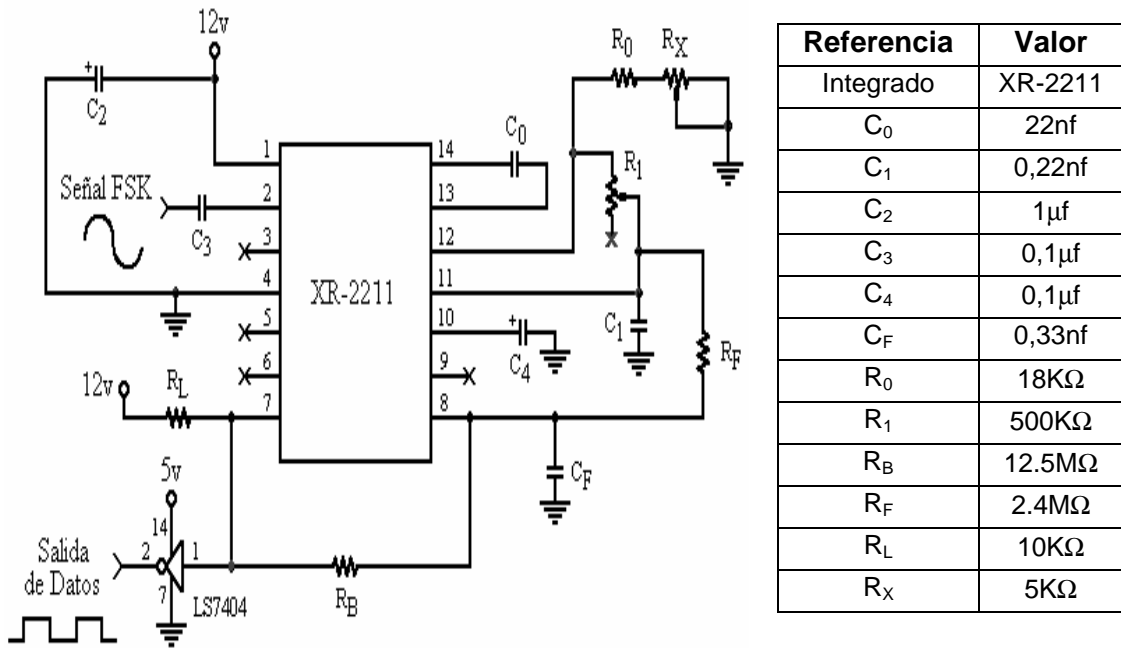 12v
C2
Señal FSK
C3
1
2
3
4
5
6
7
XR-2211
14
13
12
11
10
9
8
C0
R0 RX
R1
C1
C4
RF
CF
12v RL
5v
14
Salida
de Datos
2
1
7
LS7404
RB
Referencia Valor
Integrado XR-2211
C0 22nf
C1 0,22nf
C2 1μf
C3 0,1μf
C4 0,1μf
CF 0,33nf
R0 18KΩ
R1 500KΩ
RB 12.5MΩ
RF 2.4MΩ
RL 10KΩ
RX 5KΩ